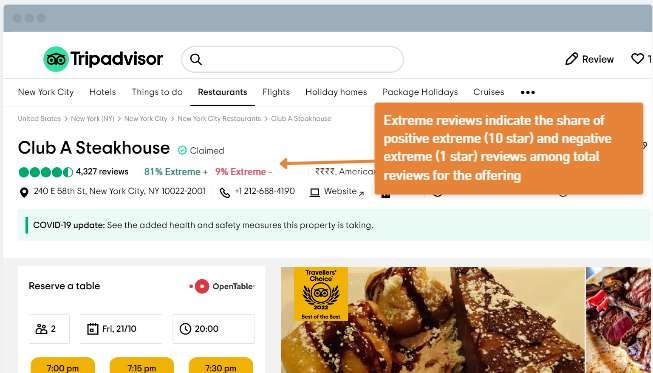 Tripadvisor
Review
New York City Hotels Things to do Restaurants Flights Holiday homes Package Holidays Cruises •••
United States > New York (NY) > New York City > New York City Restaurants > Club A Steakhouse
Extreme reviews indicate the share of
positive extreme (10 star) and negative
extreme (1 star) reviews among total
reviews for the offering
Club A Steakhouse Claimed
4,327 reviews 81% Extreme + 9% Extreme - ₹₹₹₹, American
240 E 58th St, New York City, NY 10022-2001 +1 212-688-4190 Website
COVID-19 update: See the added health and safety measures this property is taking.
Reserve a table OpenTable
2 Fri, 21/10 20:00
7:00 pm 7:15 pm 7:30 pm
Travellers'
Choice
2022
Best of the Best